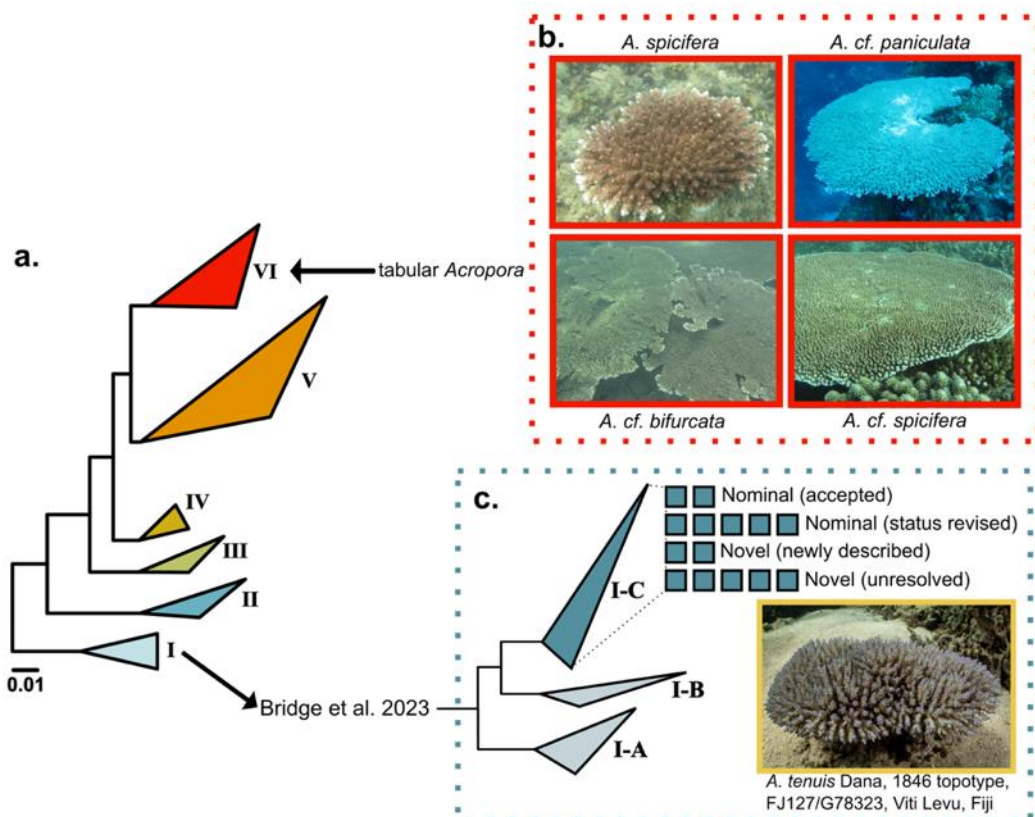 a.
VI
tabular Acropora
V
IV
III
II
I
0.01
b.
A. spicifera
A. cf. paniculata
A. cf. bifurcata
A. cf. spicifera
Bridge et al. 2023
c.
Nominal (accepted)
Nominal (status revised)
Novel (newly described)
Novel (unresolved)
I-C
I-B
I-A
A. tenuis Dana, 1846 topotype,
FJ127/G78323, Viti Levu, Fiji